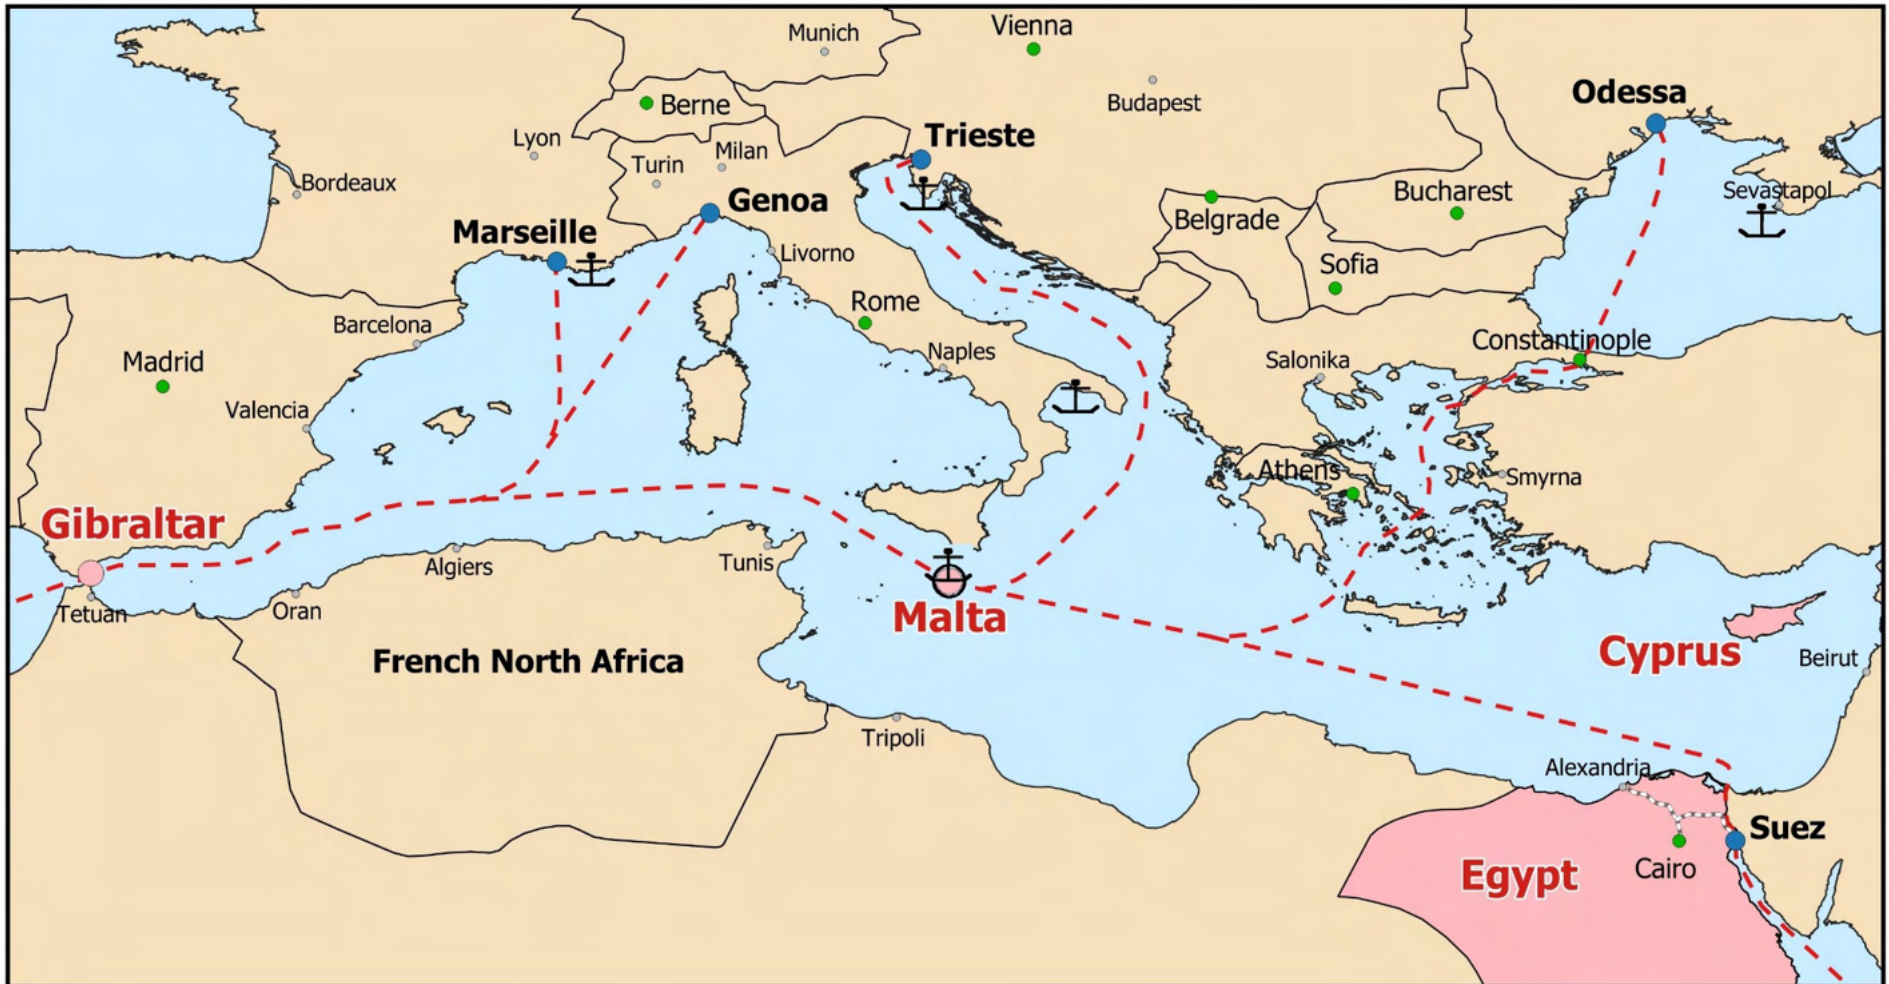 Munich
Vienna
Odessa
Berne
Budapest
Lyon
Milan
Trieste
Turin
Bordeaux
Genoa
Bucharest
Sevastapol
Belgrade
Marseille
Livorno
Sofia
Rome
Barcelona
Constantinople
Madrid
Naples
Salonika
Valencia
Athens
Smyrna
Gibraltar
Algiers
Tunis
Tetuan
Oran
Malta
French North Africa
Cyprus
Beirut
Tripoli
Alexandria
Suez
Egypt
Cairo